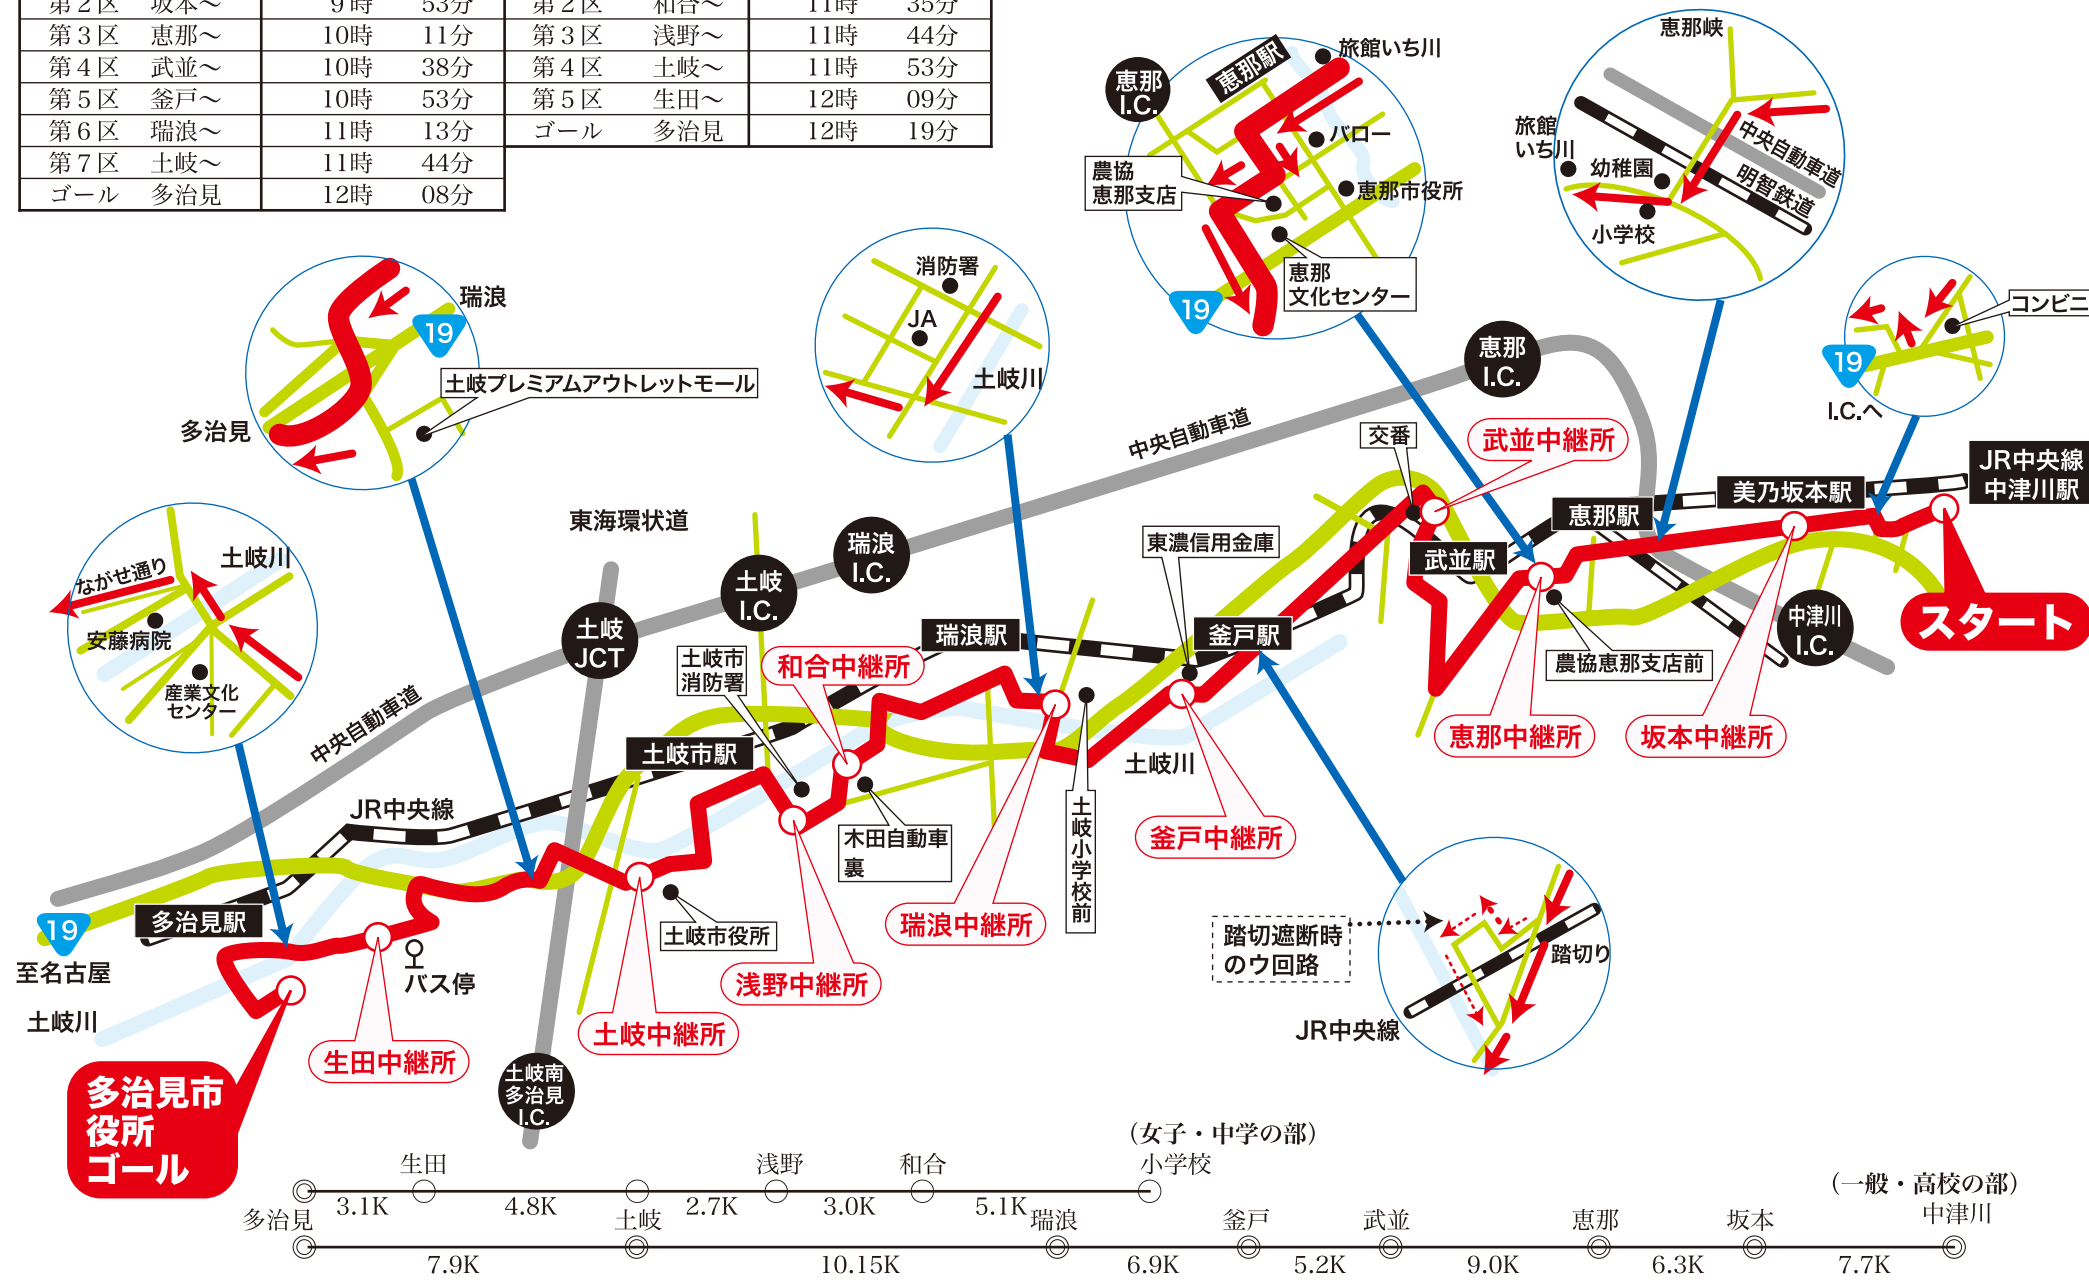 第2区 坂本〜 9時 53分 第2区 和合〜 11時 35分
第3区 恵那〜 10時 11分 第3区 浅野〜 11時 44分
第4区 武並〜 10時 38分 第4区 土岐〜 11時 53分
第5区 釜戸〜 10時 53分 第5区 生田〜 12時 09分
第6区 瑞浪〜 11時 13分 ゴール 多治見 12時 19分
第7区 土岐〜 11時 44分
ゴール 多治見 12時 08分
恵那
I.C.
恵那駅
旅館いち川
バロー
農協
恵那支店
恵那市役所
恵那
文化センター
19
恵那峡
旅館
いち川
幼稚園
小学校
中央自動車道
明智鉄道
コンビニ
19
I.C.へ
瑞浪
19
土岐プレミアムアウトレットモール
多治見
消防署
JA
土岐川
ながせ通り
土岐川
安藤病院
産業文化
センター
中央自動車道
東海環状道
土岐
JCT
土岐
I.C.
瑞浪
I.C.
中央自動車道
恵那
I.C.
交番
武並中継所
東濃信用金庫
武並駅
恵那駅
美乃坂本駅
JR中央線
中津川駅
スタート
中津川
I.C.
農協恵那支店前
恵那中継所
坂本中継所
釜戸駅
瑞浪駅
土岐市
消防署
和合中継所
土岐市駅
土岐川
JR中央線
木田自動車
裏
土岐小学校前
釜戸中継所
瑞浪中継所
浅野中継所
土岐市役所
土岐中継所
多治見駅
19
至名古屋
土岐川
バス停
生田中継所
土岐南
多治見
I.C.
多治見市
役所
ゴール
踏切遮断時
のウ回路
踏切り
JR中央線
(女子・中学の部)
生田 浅野 和合 小学校
3.1K 4.8K 2.7K 3.0K 5.1K
(一般・高校の部)
多治見 土岐 瑞浪 釜戸 武並 恵那 坂本 中津川
7.9K 10.15K 6.9K 5.2K 9.0K 6.3K 7.7K